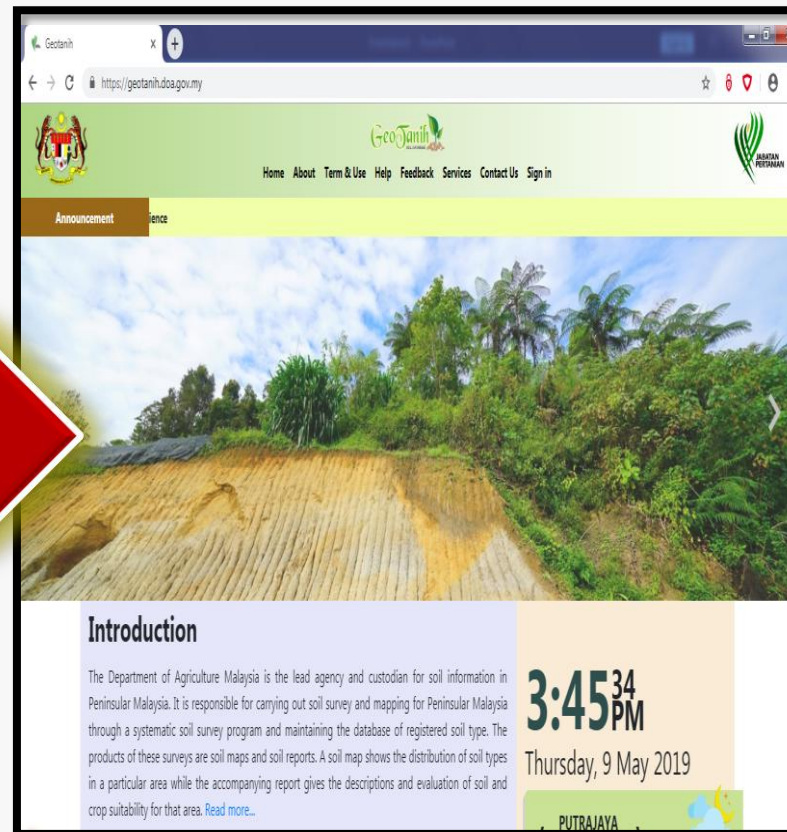 Geotanih
https://geotanih.doa.gov.my
GeoTanih
JABATAN
PERTANIAN
Home About Term & Use Help Feedback Services Contact Us Sign in
Announcement ience
Introduction
The Department of Agriculture Malaysia is the lead agency and custodian for soil information in
Peninsular Malaysia. It is responsible for carrying out soil survey and mapping for Peninsular Malaysia
through a systematic soil survey program and maintaining the database of registered soil type. The
products of these surveys are soil maps and soil reports. A soil map shows the distribution of soil types
in a particular area while the accompanying report gives the descriptions and evaluation of soil and
crop suitability for that area. Read more...
3:45 34 PM
Thursday, 9 May 2019
PUTRAJAYA